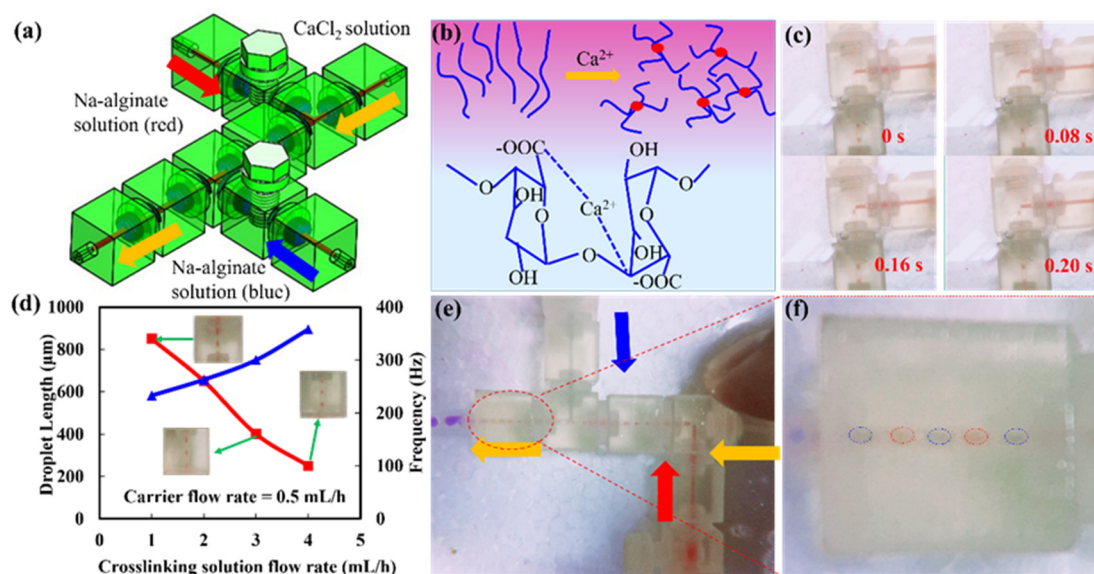 (a)
CaCl₂ solution
Na-alginate
solution (red)
Na-alginate
solution (bluc)
(b)
Ca²⁺
-OOC
OH
O
O
OH
O
Ca²⁺
O
OH
O
OH
-OOC
(c)
0 s
0.08 s
0.16 s
0.20 s
(d)
1000
800
600
400
200
0
Droplet Length (µm)
400
300
200
100
0
Frequency (Hz)
Carrier flow rate = 0.5 mL/h
0 1 2 3 4 5
Crosslinking solution flow rate (mL/h)
(e)
(f)